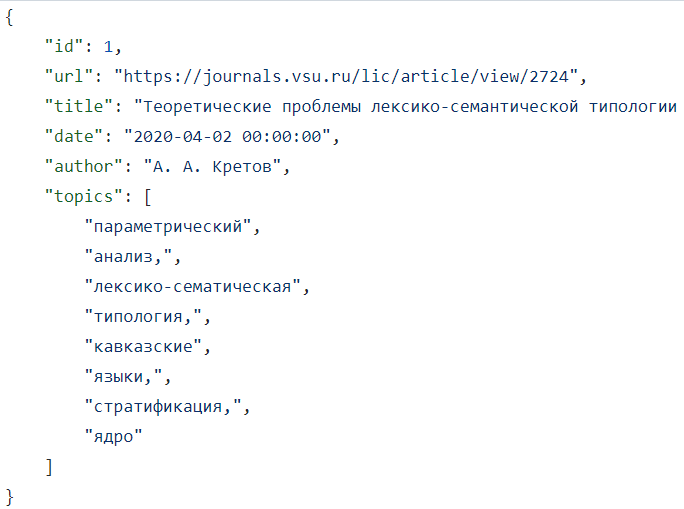 {
"id": 1,
"url": "https://journals.vsu.ru/lic/article/view/2724",
"title": "Теоретические проблемы лексико-семантической типологии
"date": "2020-04-02 00:00:00",
"author": "А. А. Кретов",
"topics": [
"параметрический",
"анализ,",
"лексико-сематическая",
"типология,",
"кавказские",
"языки,",
"стратификация,",
"ядро"
]
}